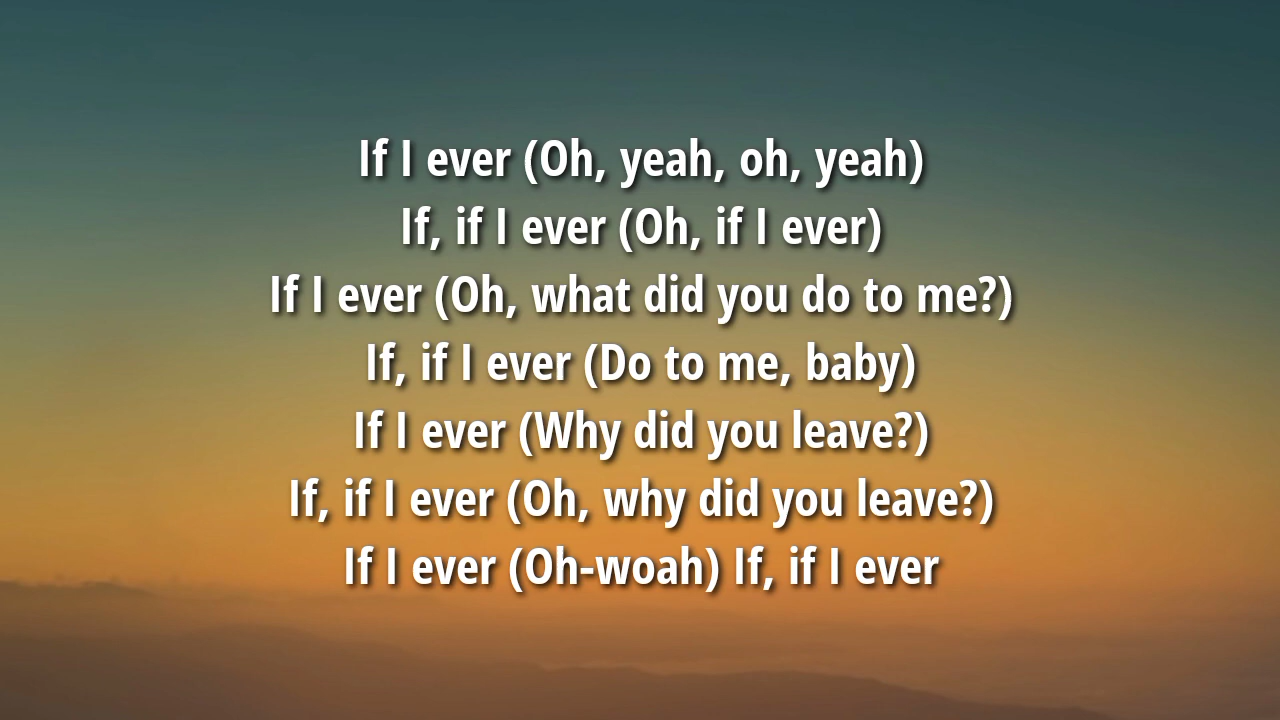 If I ever (Oh, yeah, oh, yeah)
If, if I ever (Oh, if I ever)
If I ever (Oh, what did you do to me?)
If, if I ever (Do to me, baby)
If I ever (Why did you leave?)
If, if I ever (Oh, why did you leave?)
If I ever (Oh-woah) If, if I ever